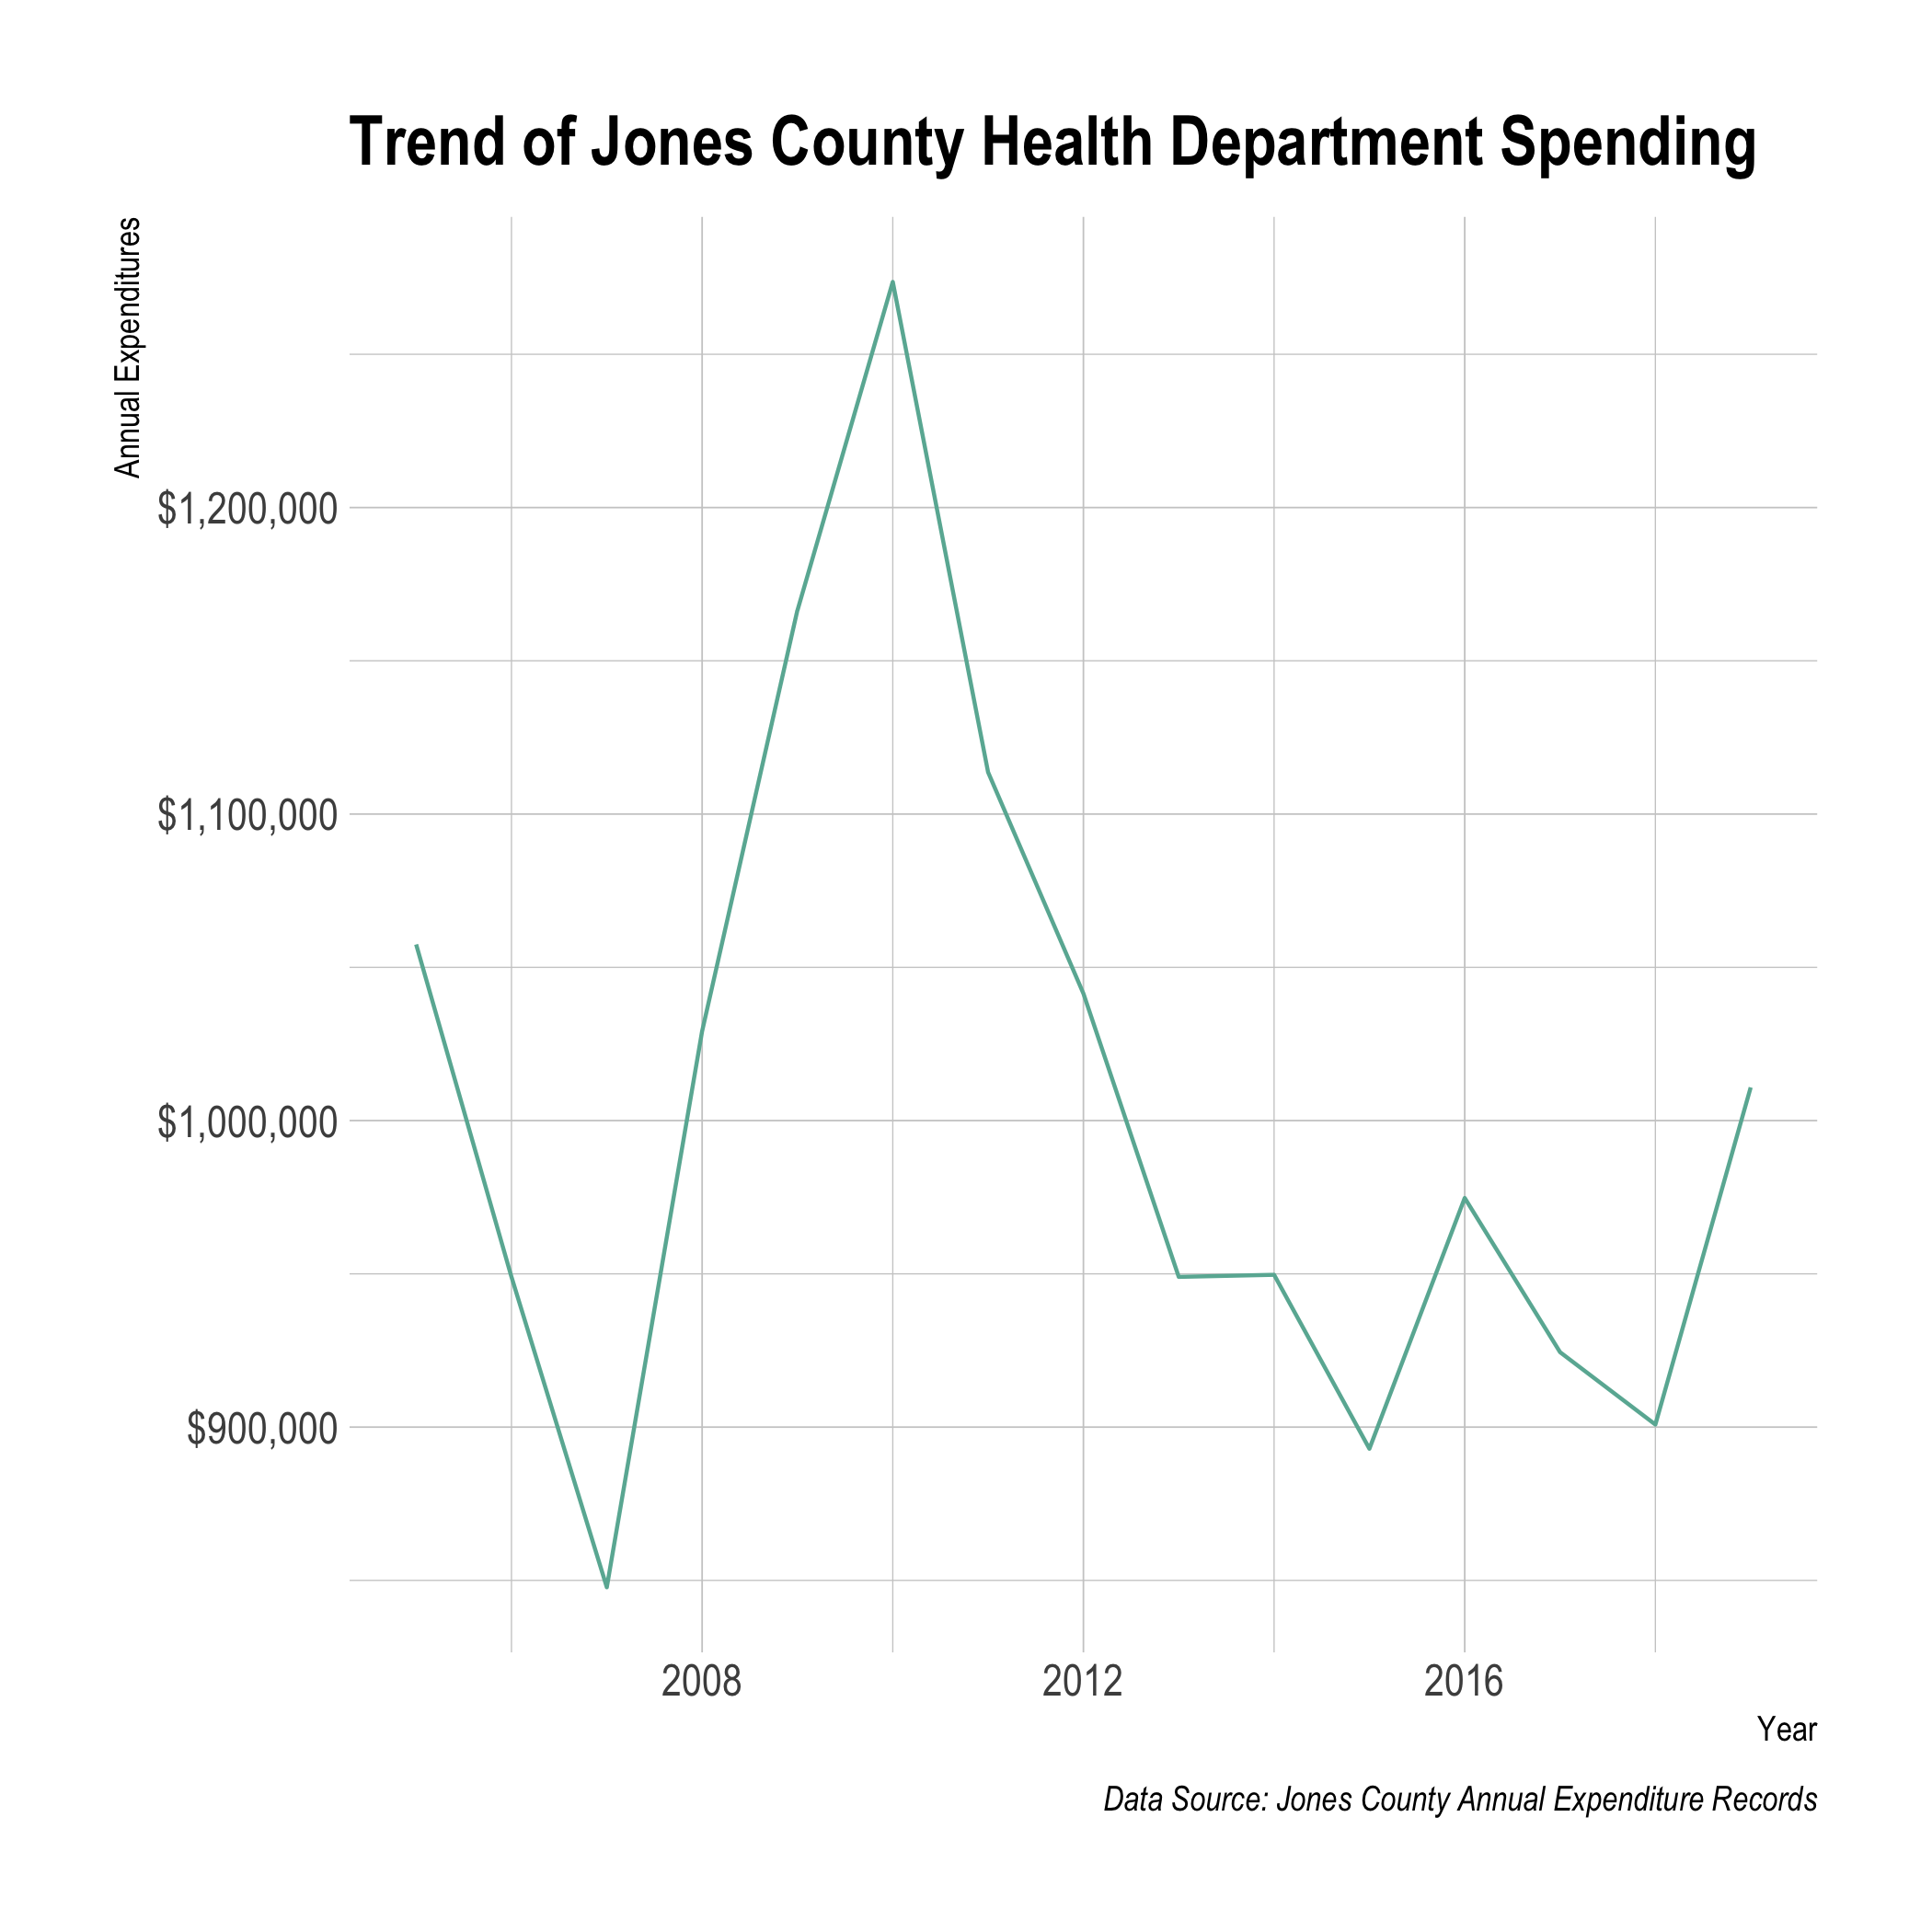 Trend of Jones County Health Department Spending
Annual Expenditures
$1,200,000
$1,100,000
$1,000,000
$900,000
2008
2012
2016
Year
Data Source: Jones County Annual Expenditure Records